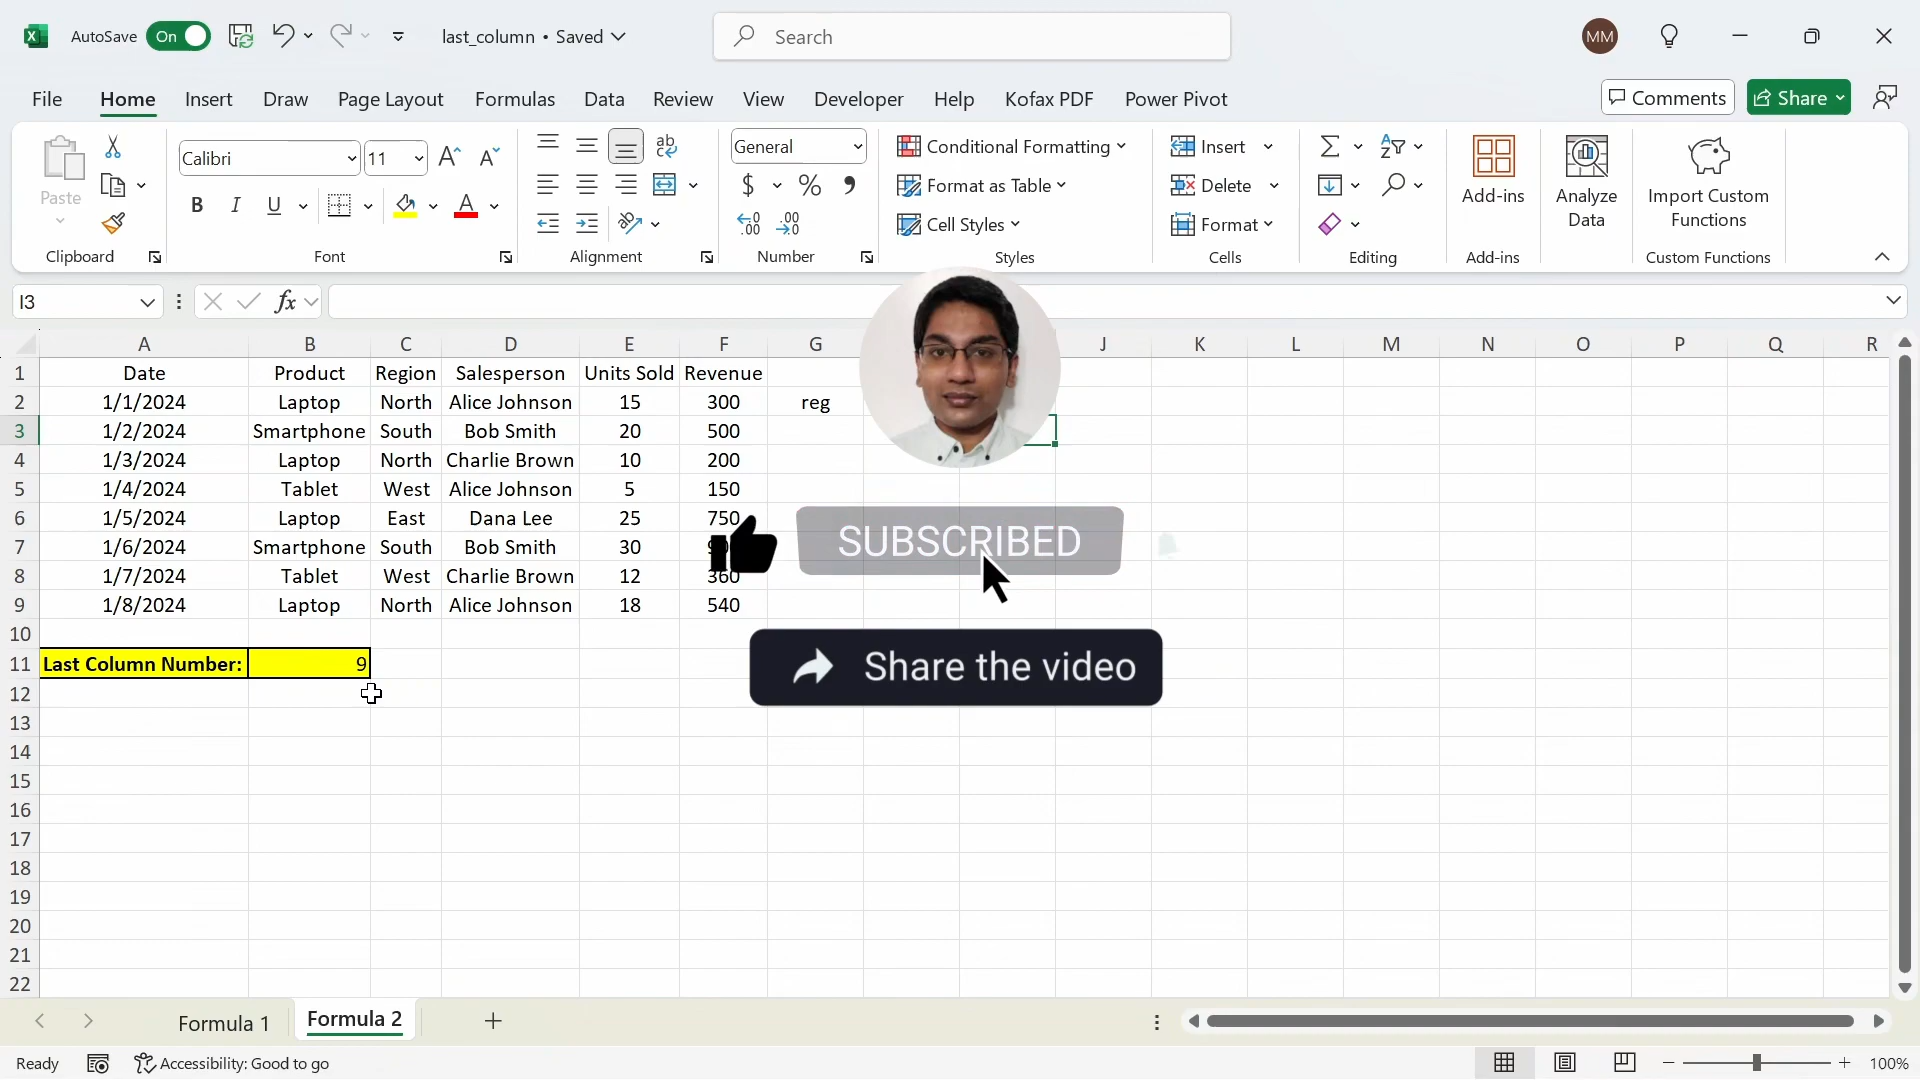 AutoSave On last_column • Saved Search MM
File Home Insert Draw Page Layout Formulas Data Review View Developer Help Kofax PDF Power Pivot Comments Share
Paste Calibri 11 General Conditional Formatting Insert Add-ins Analyze Data Import Custom Functions
Format as Table Delete
Cell Styles Format
Clipboard Font Alignment Number Styles Cells Editing Add-ins Custom Functions
I3 fx
A B C D E F G J K L M N O P Q R
1 Date Product Region Salesperson Units Sold Revenue
2 1/1/2024 Laptop North Alice Johnson 15 300 reg
3 1/2/2024 Smartphone South Bob Smith 20 500
4 1/3/2024 Laptop North Charlie Brown 10 200
5 1/4/2024 Tablet West Alice Johnson 5 150
6 1/5/2024 Laptop East Dana Lee 25 750
SUBSCRIBED
7 1/6/2024 Smartphone South Bob Smith 30
8 1/7/2024 Tablet West Charlie Brown 12 360
9 1/8/2024 Laptop North Alice Johnson 18 540
10
11 Last Column Number: 9
Share the video
12
13
14
15
16
17
18
19
20
21
22
Formula 1 Formula 2
Ready Accessibility: Good to go 100%